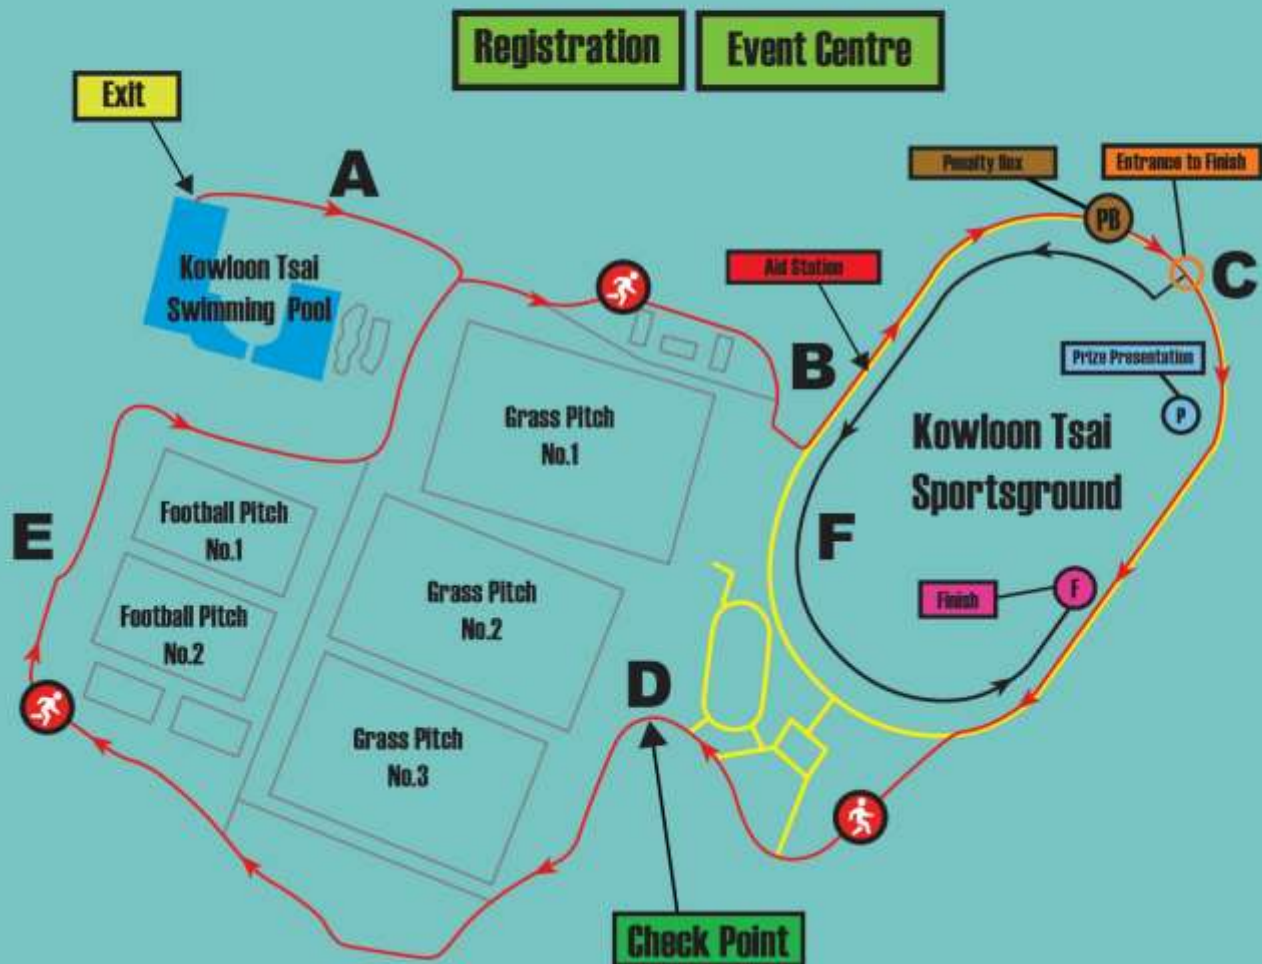 Registration
Event Centre
Exit
A
Penalty Box
Entrance to Finish
PB
C
Kowloon Tsai
Swimming Pool
Aid Station
B
Prize Presentation
P
Grass Pitch
No.1
Kowloon Tsai
Sportsground
E
Football Pitch
No.1
F
Grass Pitch
No.2
Finish
F
Football Pitch
No.2
D
Grass Pitch
No.3
Check Point